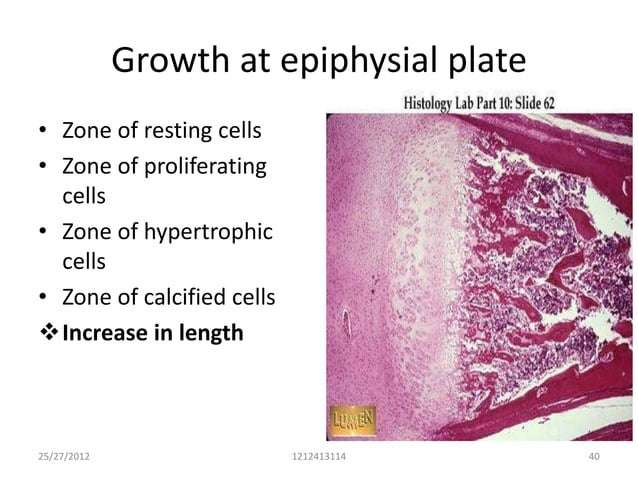 Growth at epiphysial plate
Histology Lab Part 10: Slide 62
• Zone of resting cells
• Zone of proliferating
cells
• Zone of hypertrophic
cells
• Zone of calcified cells
❖Increase in length
LUMEN
25/27/2012
1212413114
40